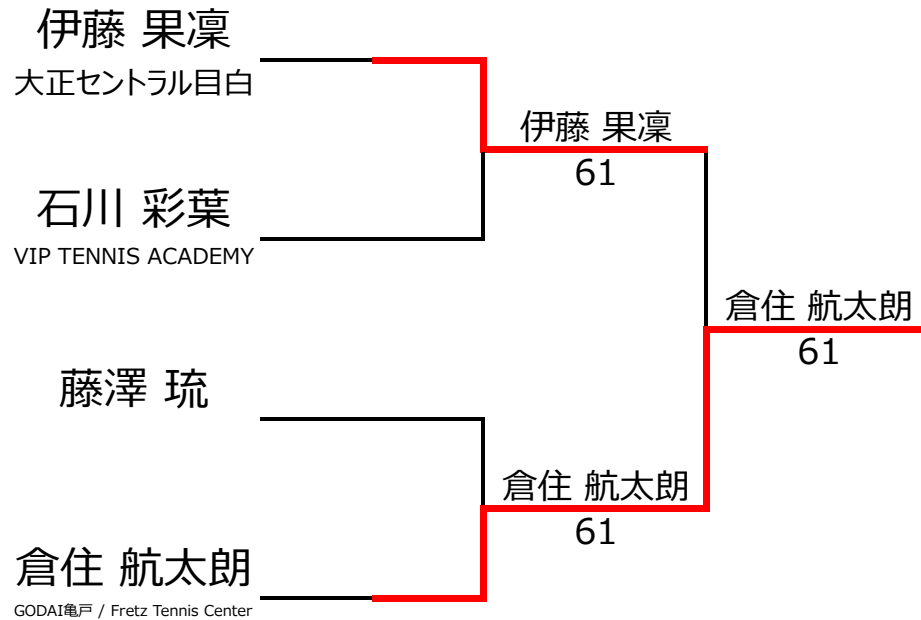 伊藤 果凜
大正セントラル目白
伊藤 果凜
61
石川 彩葉
VIP TENNIS ACADEMY
倉住 航太朗
61
藤澤 琉
倉住 航太朗
61
倉住 航太朗
GODAI亀戸 / Fretz Tennis Center